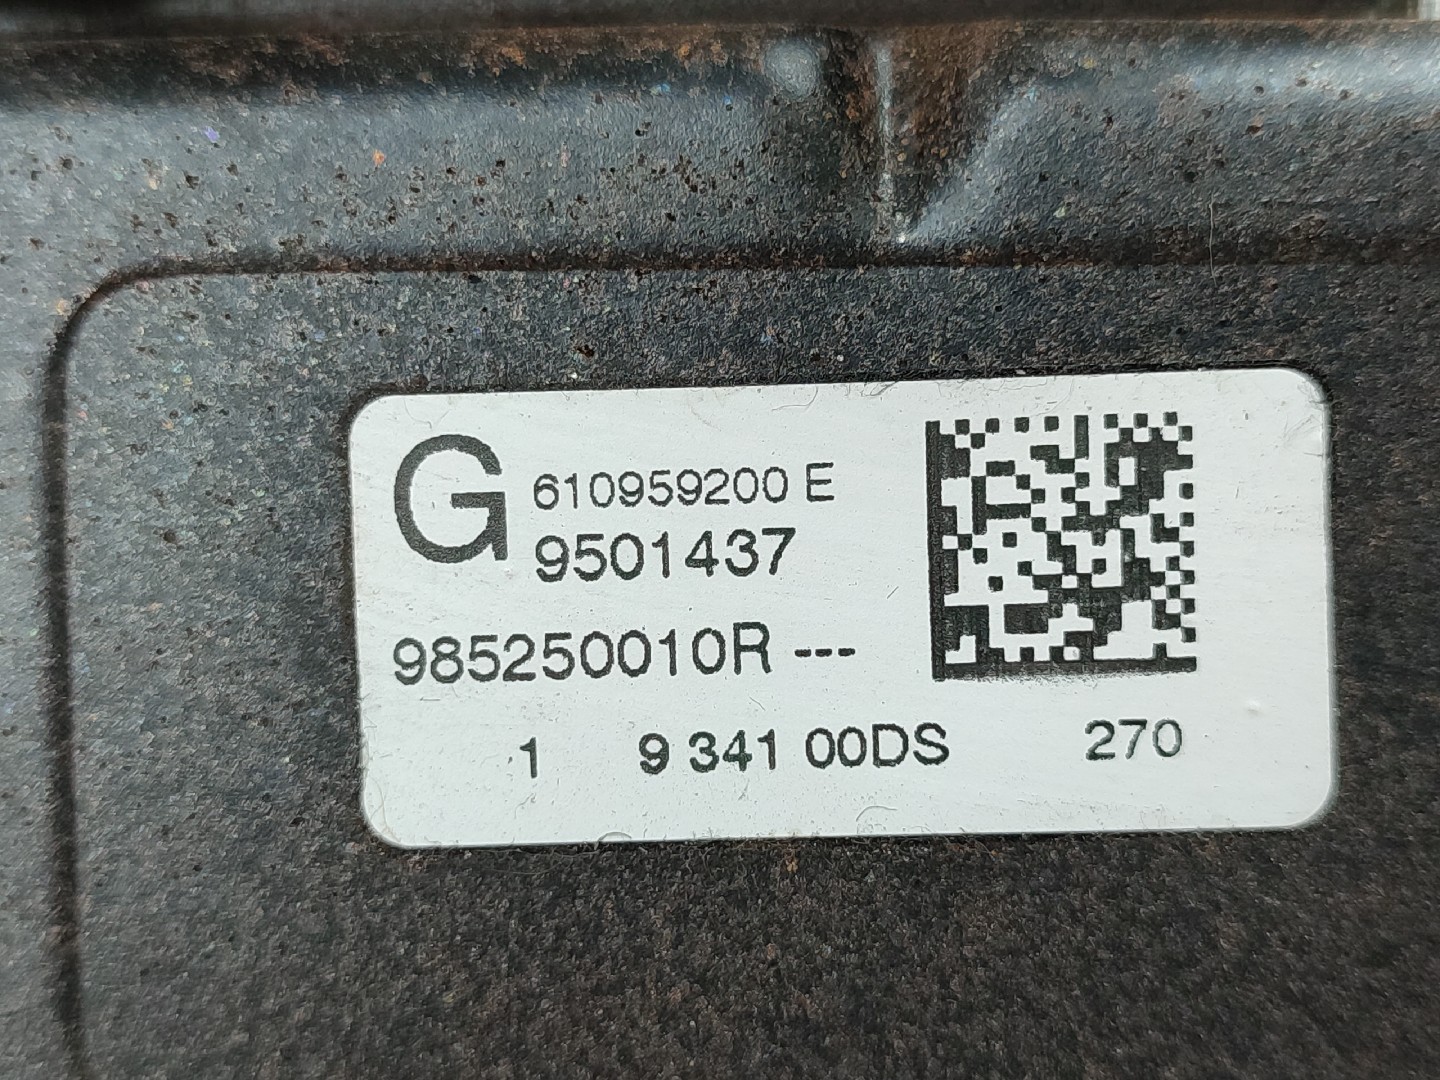 G 610959200 E
9501437
985250010R ---
1 9 341 00DS 270